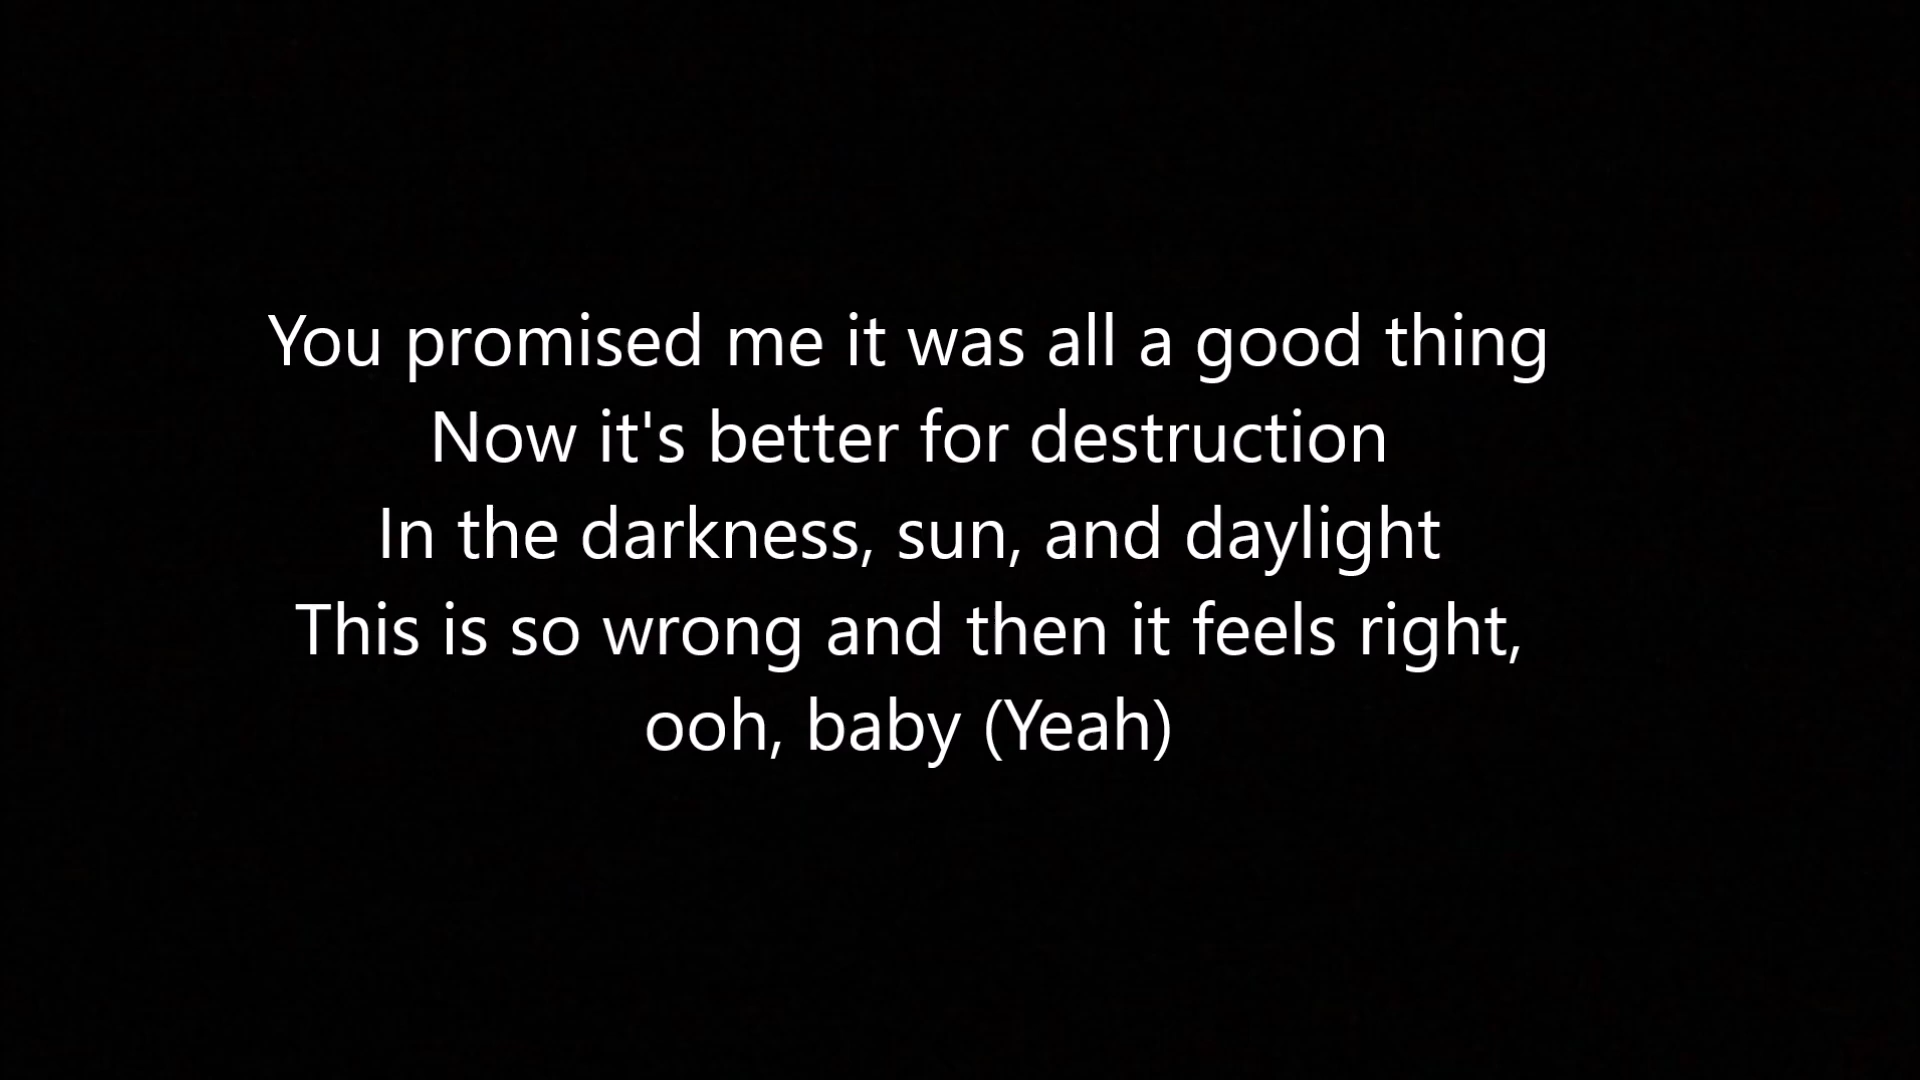 You promised me it was all a good thing
Now it's better for destruction
In the darkness, sun, and daylight
This is so wrong and then it feels right,
ooh, baby (Yeah)